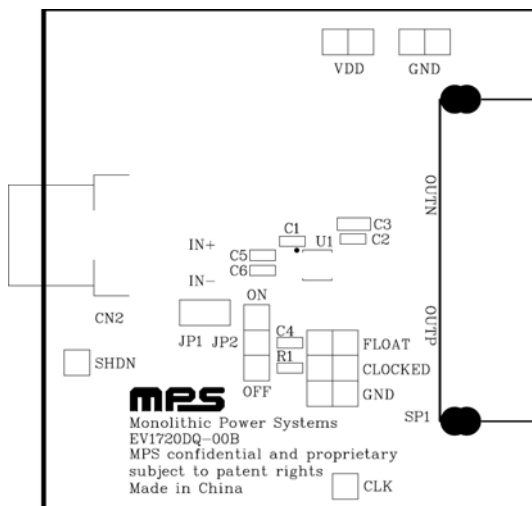 VDD GND
OUTN
C3
C1 U1 C2
IN+ C5
IN- C6
ON
CN2
JP1 JP2 C4 FLOAT
SHDN R1 CLOCKED
OFF GND
OUTP
SP1
MPS
Monolithic Power Systems
EV1720DQ-00B
MPS confidential and proprietary
subject to patent rights
Made in China
CLK